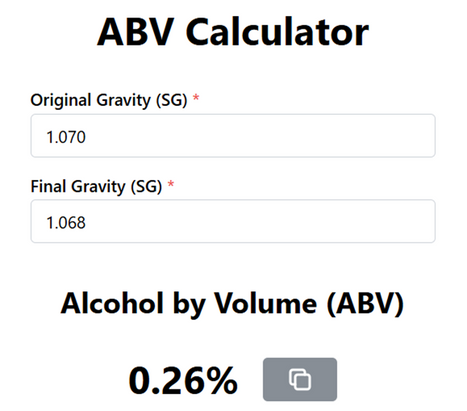 ABV Calculator
Original Gravity (SG) *
1.070
Final Gravity (SG) *
1.068
Alcohol by Volume (ABV)
0.26%